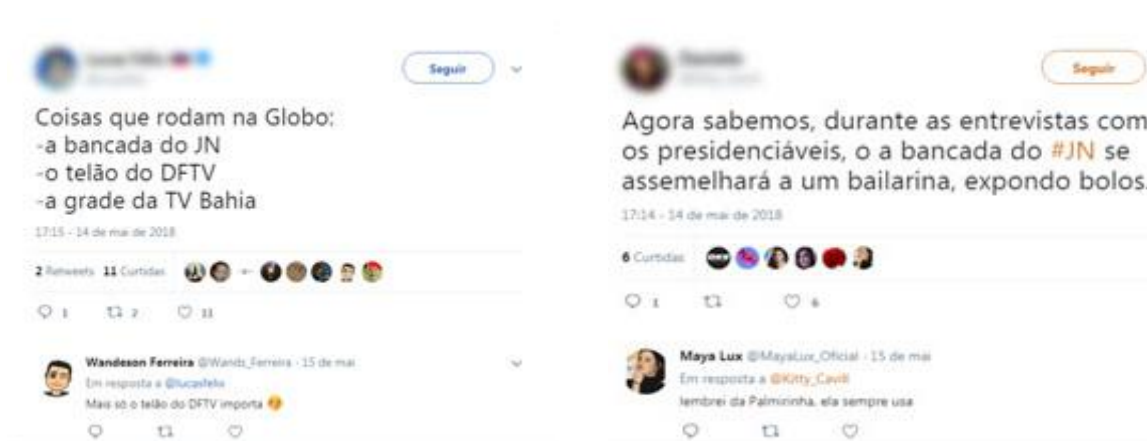 Seguir
Coisas que rodam na Globo:
-a bancada do JN
-o telão do DFTV
-a grade da TV Bahia
17:15 - 14 de mai de 2018
2 Retweets 11 Curtidas
1 2 11
Wandeson Ferreira @Wands_Ferreira · 15 de mai
Em resposta a @lucasfelix
Mais só o telão do DFTV importa
Seguir
Agora sabemos, durante as entrevistas com
os presidenciáveis, o a bancada do #JN se
assemelhará a um bailarina, expondo bolos.
17:14 - 14 de mai de 2018
6 Curtidas
1 6
Maya Lux @MayaLux_Oficial · 15 de mai
Em resposta a @Kitty_Cavill
lembrei da Palmirinha, ela sempre usa